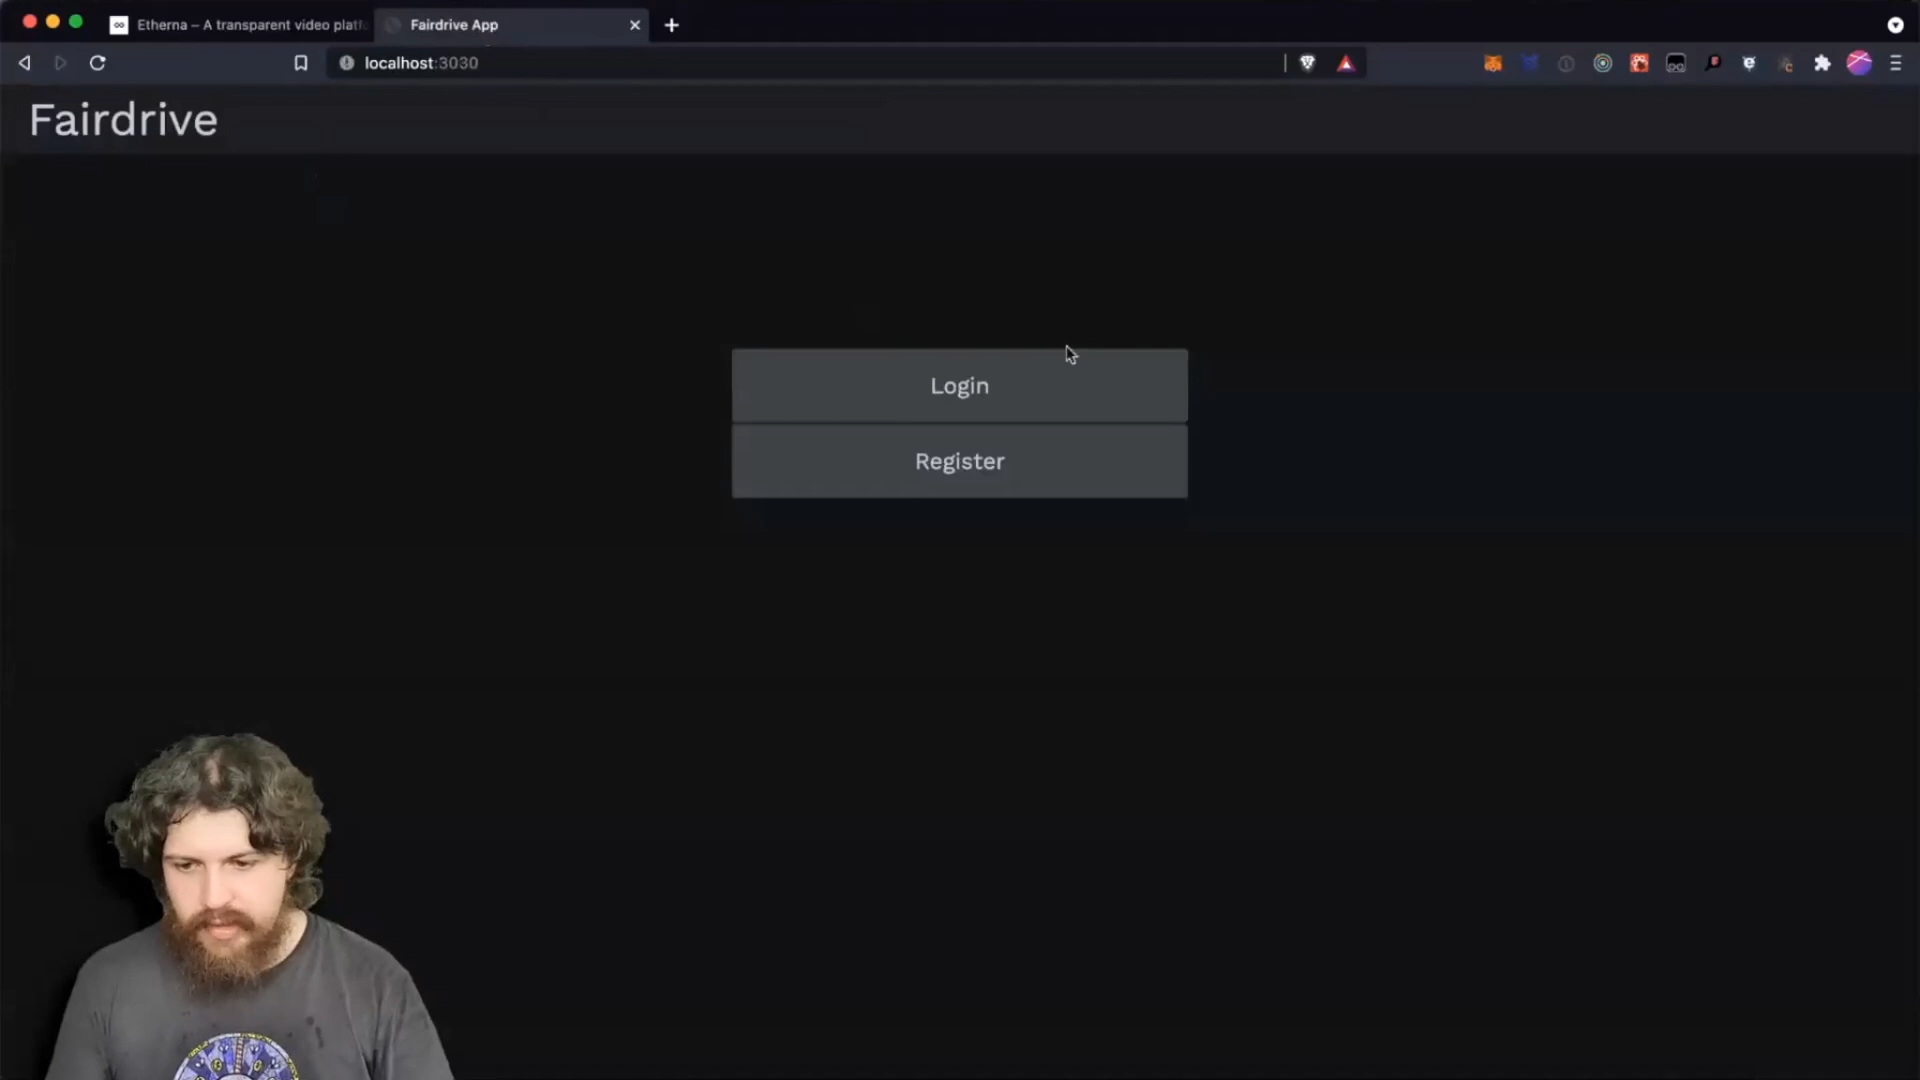 Etherna – A transparent video platf
Fairdrive App
localhost:3030
Fairdrive
Login
Register